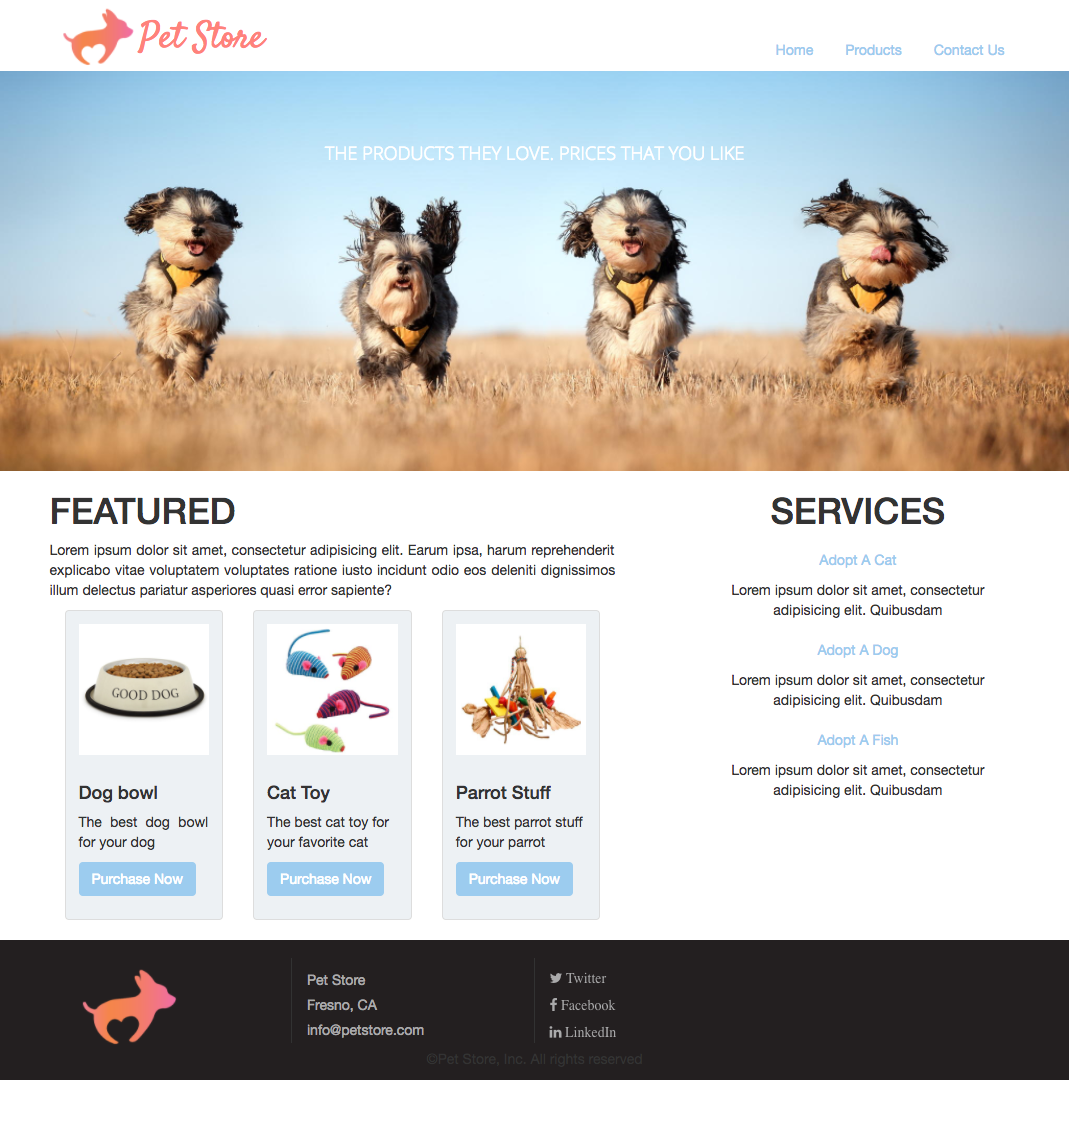 Pet Store
Home
Products
Contact Us
THE PRODUCTS THEY LOVE. PRICES THAT YOU LIKE
FEATURED
Lorem ipsum dolor sit amet, consectetur adipisicing elit. Earum ipsa, harum reprehenderit
explicabo vitae voluptatem voluptates ratione iusto incidunt odio eos deleniti dignissimos
illum delectus pariatur asperiores quasi error sapiente?
GOOD DOG
Dog bowl
The best dog bowl
for your dog
Purchase Now
Cat Toy
The best cat toy for
your favorite cat
Purchase Now
Parrot Stuff
The best parrot stuff
for your parrot
Purchase Now
SERVICES
Adopt A Cat
Lorem ipsum dolor sit amet, consectetur
adipisicing elit. Quibusdam
Adopt A Dog
Lorem ipsum dolor sit amet, consectetur
adipisicing elit. Quibusdam
Adopt A Fish
Lorem ipsum dolor sit amet, consectetur
adipisicing elit. Quibusdam
Pet Store
Fresno, CA
info@petstore.com
Twitter
Facebook
LinkedIn
©Pet Store, Inc. All rights reserved